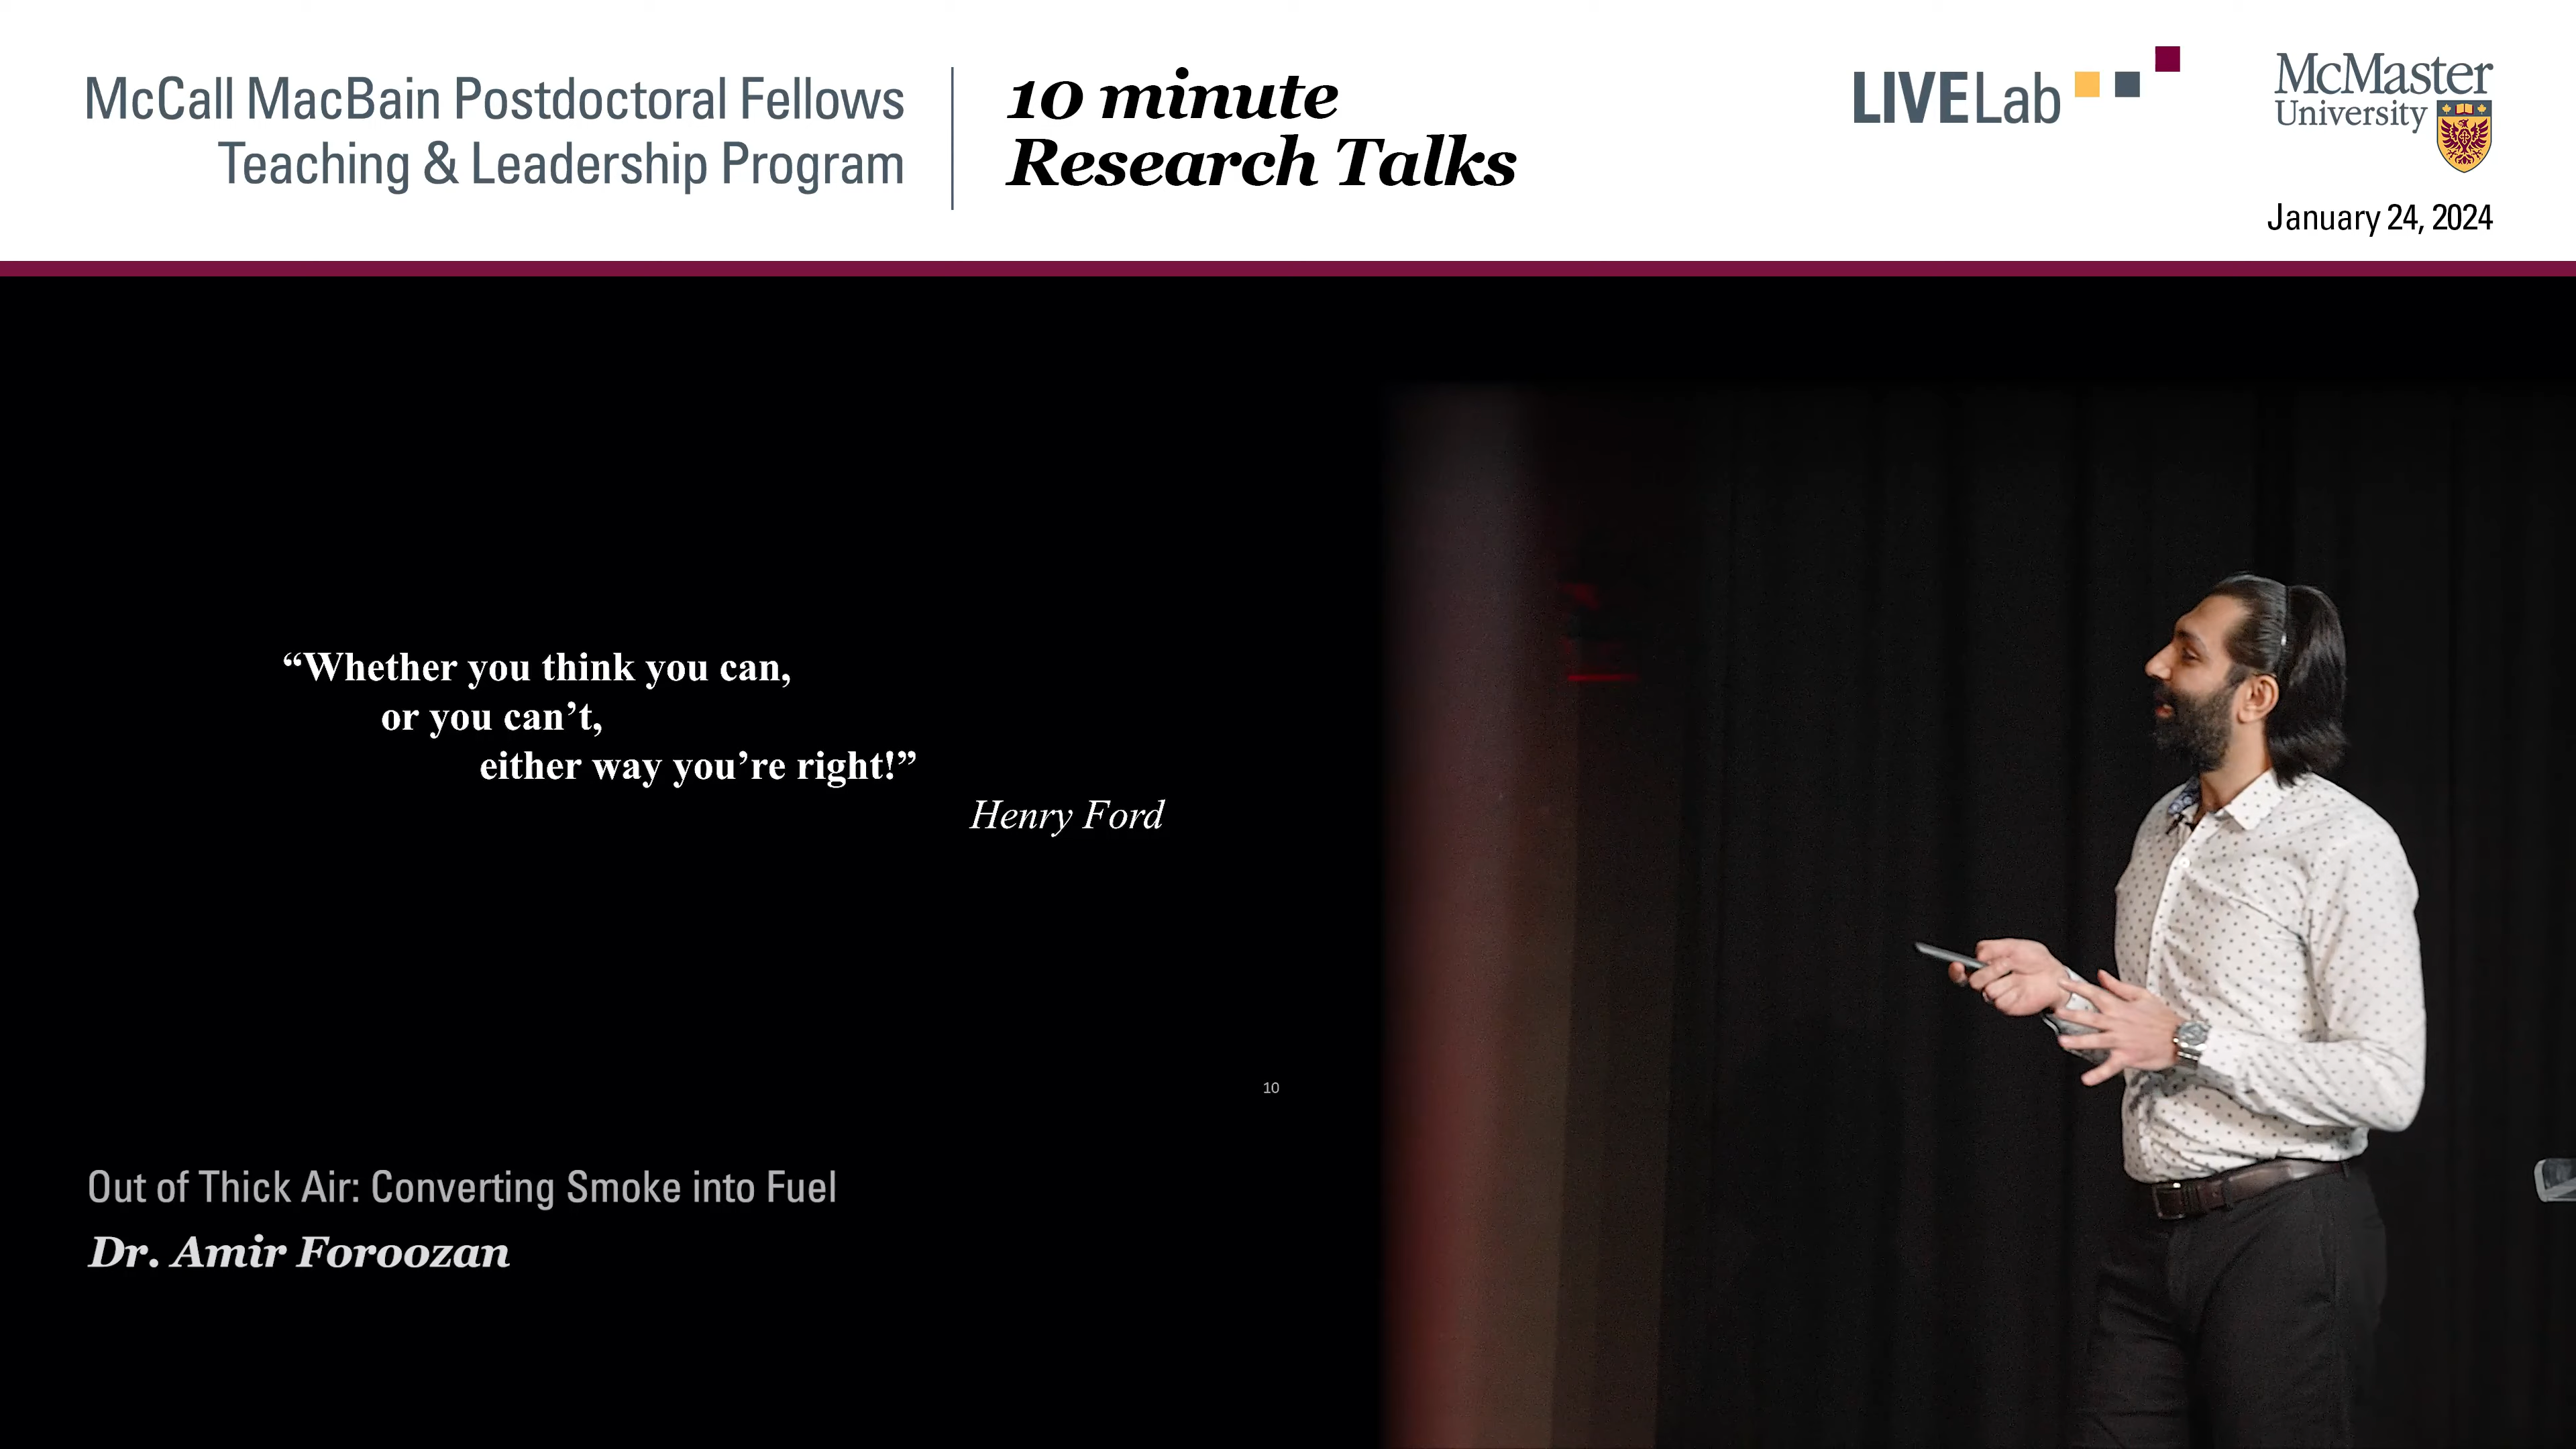 McCall MacBain Postdoctoral Fellows
Teaching & Leadership Program
10 minute
Research Talks
LIVELab
McMaster
University
January 24, 2024
“Whether you think you can,
or you can’t,
either way you’re right!”
Henry Ford
10
Out of Thick Air: Converting Smoke into Fuel
Dr. Amir Foroozan